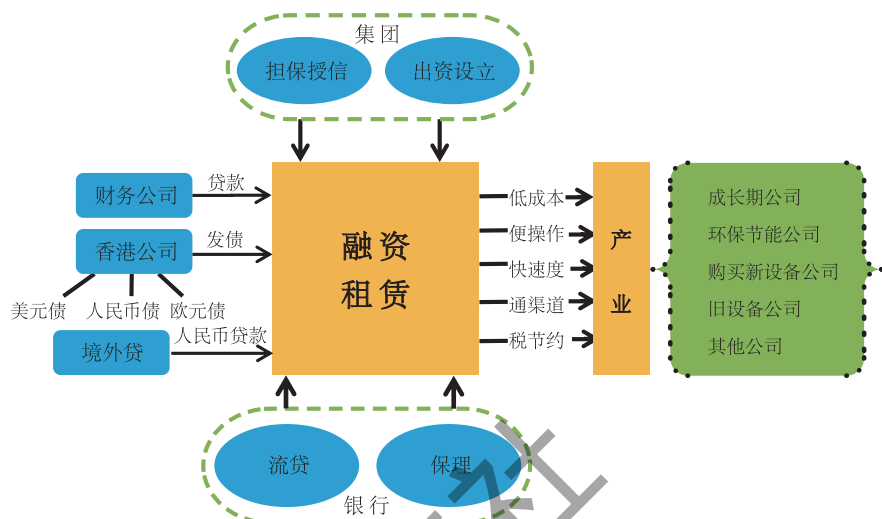 集团
担保授信
出资设立
财务公司
贷款
香港公司
发债
美元债
人民币债
欧元债
境外贷
人民币贷款
融资
租赁
低成本
便操作
快速度
通渠道
税节约
产
业
成长期公司
环保节能公司
购买新设备公司
旧设备公司
其他公司
流贷
保理
银行
社